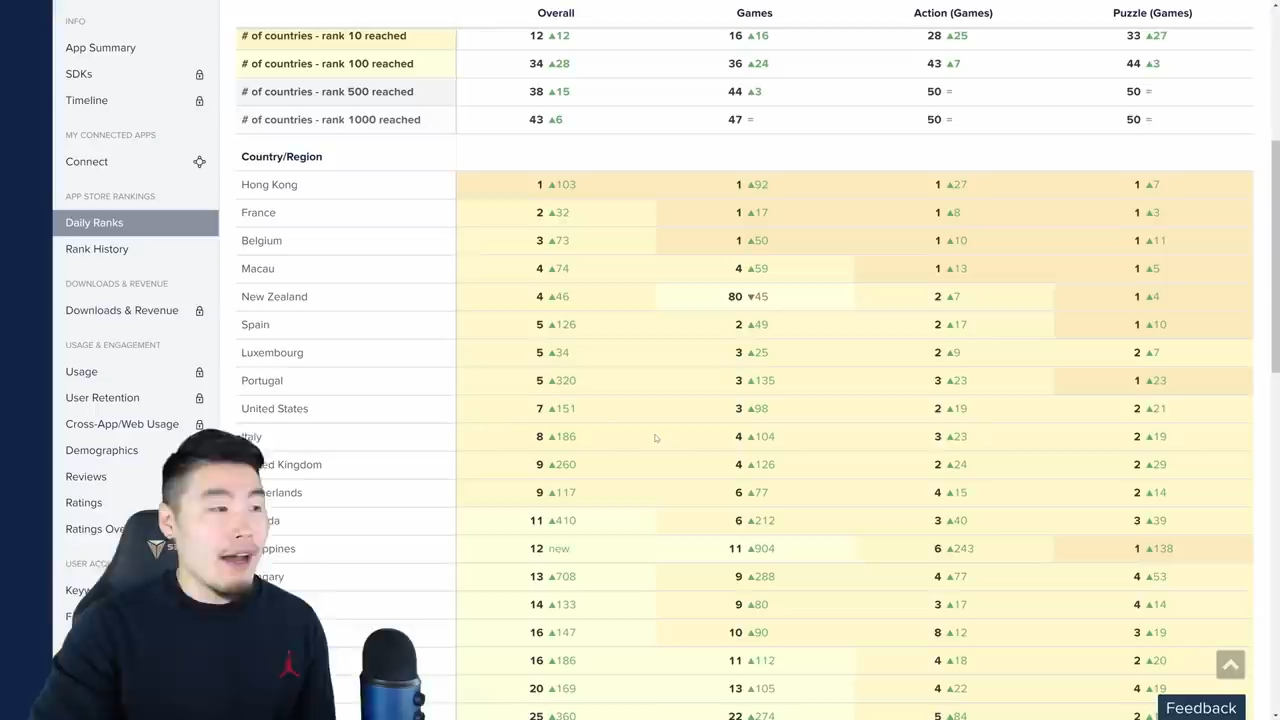 Overall Games Action (Games) Puzzle (Games)
INFO
App Summary
SDKs
Timeline
MY CONNECTED APPS
Connect
APP STORE RANKINGS
Daily Ranks
Rank History
DOWNLOADS & REVENUE
Downloads & Revenue
USAGE & ENGAGEMENT
Usage
User Retention
Cross-App/Web Usage
Demographics
Reviews
Ratings
# of countries - rank 10 reached 12 ▲12 16 ▲16 28 ▲25 33 ▲27
# of countries - rank 100 reached 34 ▲28 36 ▲24 43 ▲7 44 ▲3
# of countries - rank 500 reached 38 ▲15 44 ▲3 50 = 50 =
# of countries - rank 1000 reached 43 ▲6 47 = 50 = 50 =
Country/Region
Hong Kong 1 ▲103 1 ▲92 1 ▲27 1 ▲7
France 2 ▲32 1 ▲17 1 ▲8 1 ▲3
Belgium 3 ▲73 1 ▲50 1 ▲10 1 ▲11
Macau 4 ▲74 4 ▲59 1 ▲13 1 ▲5
New Zealand 4 ▲46 80 ▼45 2 ▲7 1 ▲4
Spain 5 ▲126 2 ▲49 2 ▲17 1 ▲10
Luxembourg 5 ▲34 3 ▲25 2 ▲9 2 ▲7
Portugal 5 ▲320 3 ▲135 3 ▲23 1 ▲23
United States 7 ▲151 3 ▲98 2 ▲19 2 ▲21
Italy 8 ▲186 4 ▲104 3 ▲23 2 ▲19
Kingdom 9 ▲260 4 ▲126 2 ▲24 2 ▲29
9 ▲117 6 ▲77 4 ▲15 2 ▲14
11 ▲410 6 ▲212 3 ▲40 3 ▲39
12 new 11 ▲904 6 ▲243 1 ▲138
13 ▲708 9 ▲288 4 ▲77 4 ▲53
14 ▲133 9 ▲80 3 ▲17 4 ▲14
16 ▲147 10 ▲90 8 ▲12 3 ▲19
16 ▲186 11 ▲112 4 ▲18 2 ▲20
20 ▲169 13 ▲105 4 ▲22 4 ▲19
25 ▲360 22 ▲274 5 ▲84 2
Feedback